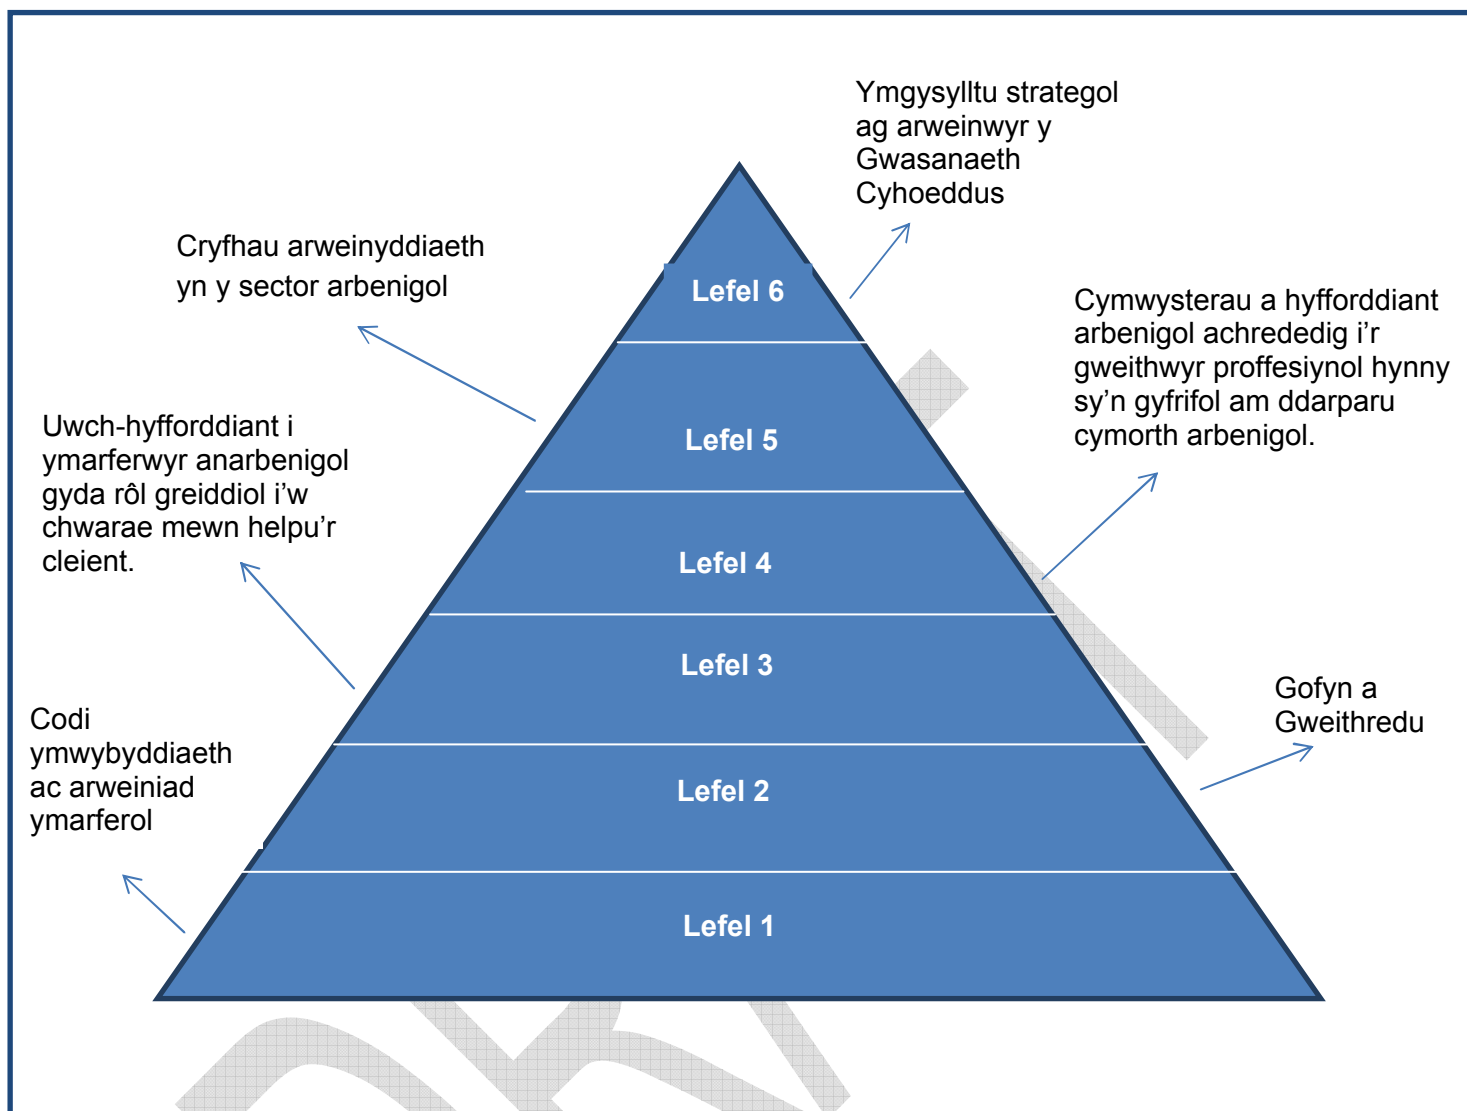 Ymgysylltu strategol
ag arweinwyr y
Gwasanaeth
Cyhoeddus
Cryfhau arweinyddiaeth
yn y sector arbenigol
Lefel 6
Cymwysterau a hyfforddiant
arbenigol achrededig i’r
gweithwyr proffesiynol hynny
sy’n gyfrifol am ddarparu
cymorth arbenigol.
Lefel 5
Uwch-hyfforddiant i
ymarferwyr anarbenigol
gyda rôl greiddiol i’w
chwarae mewn helpu’r
cleient.
Lefel 4
Lefel 3
Gofyn a
Gweithredu
Codi
ymwybyddiaeth
ac arweiniad
ymarferol
Lefel 2
Lefel 1